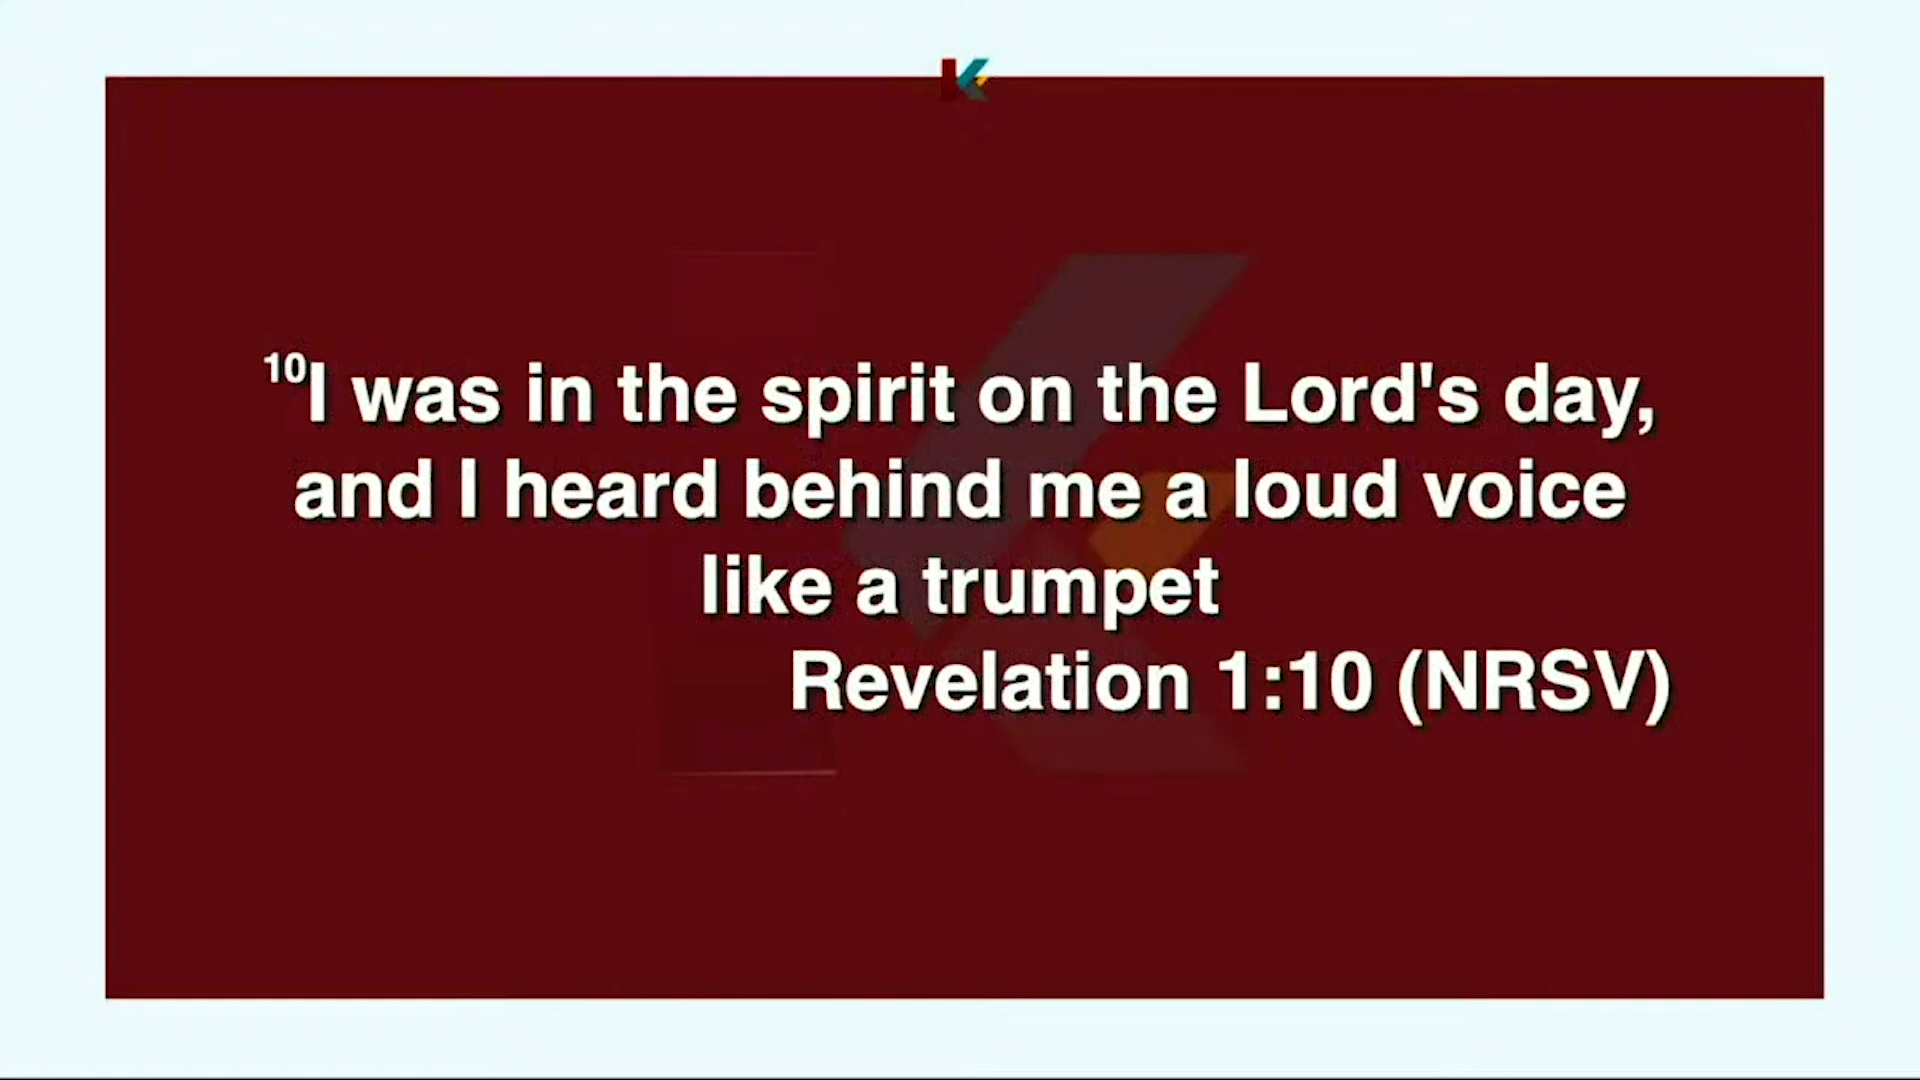 ¹⁰I was in the spirit on the Lord's day,
and I heard behind me a loud voice
like a trumpet
Revelation 1:10 (NRSV)